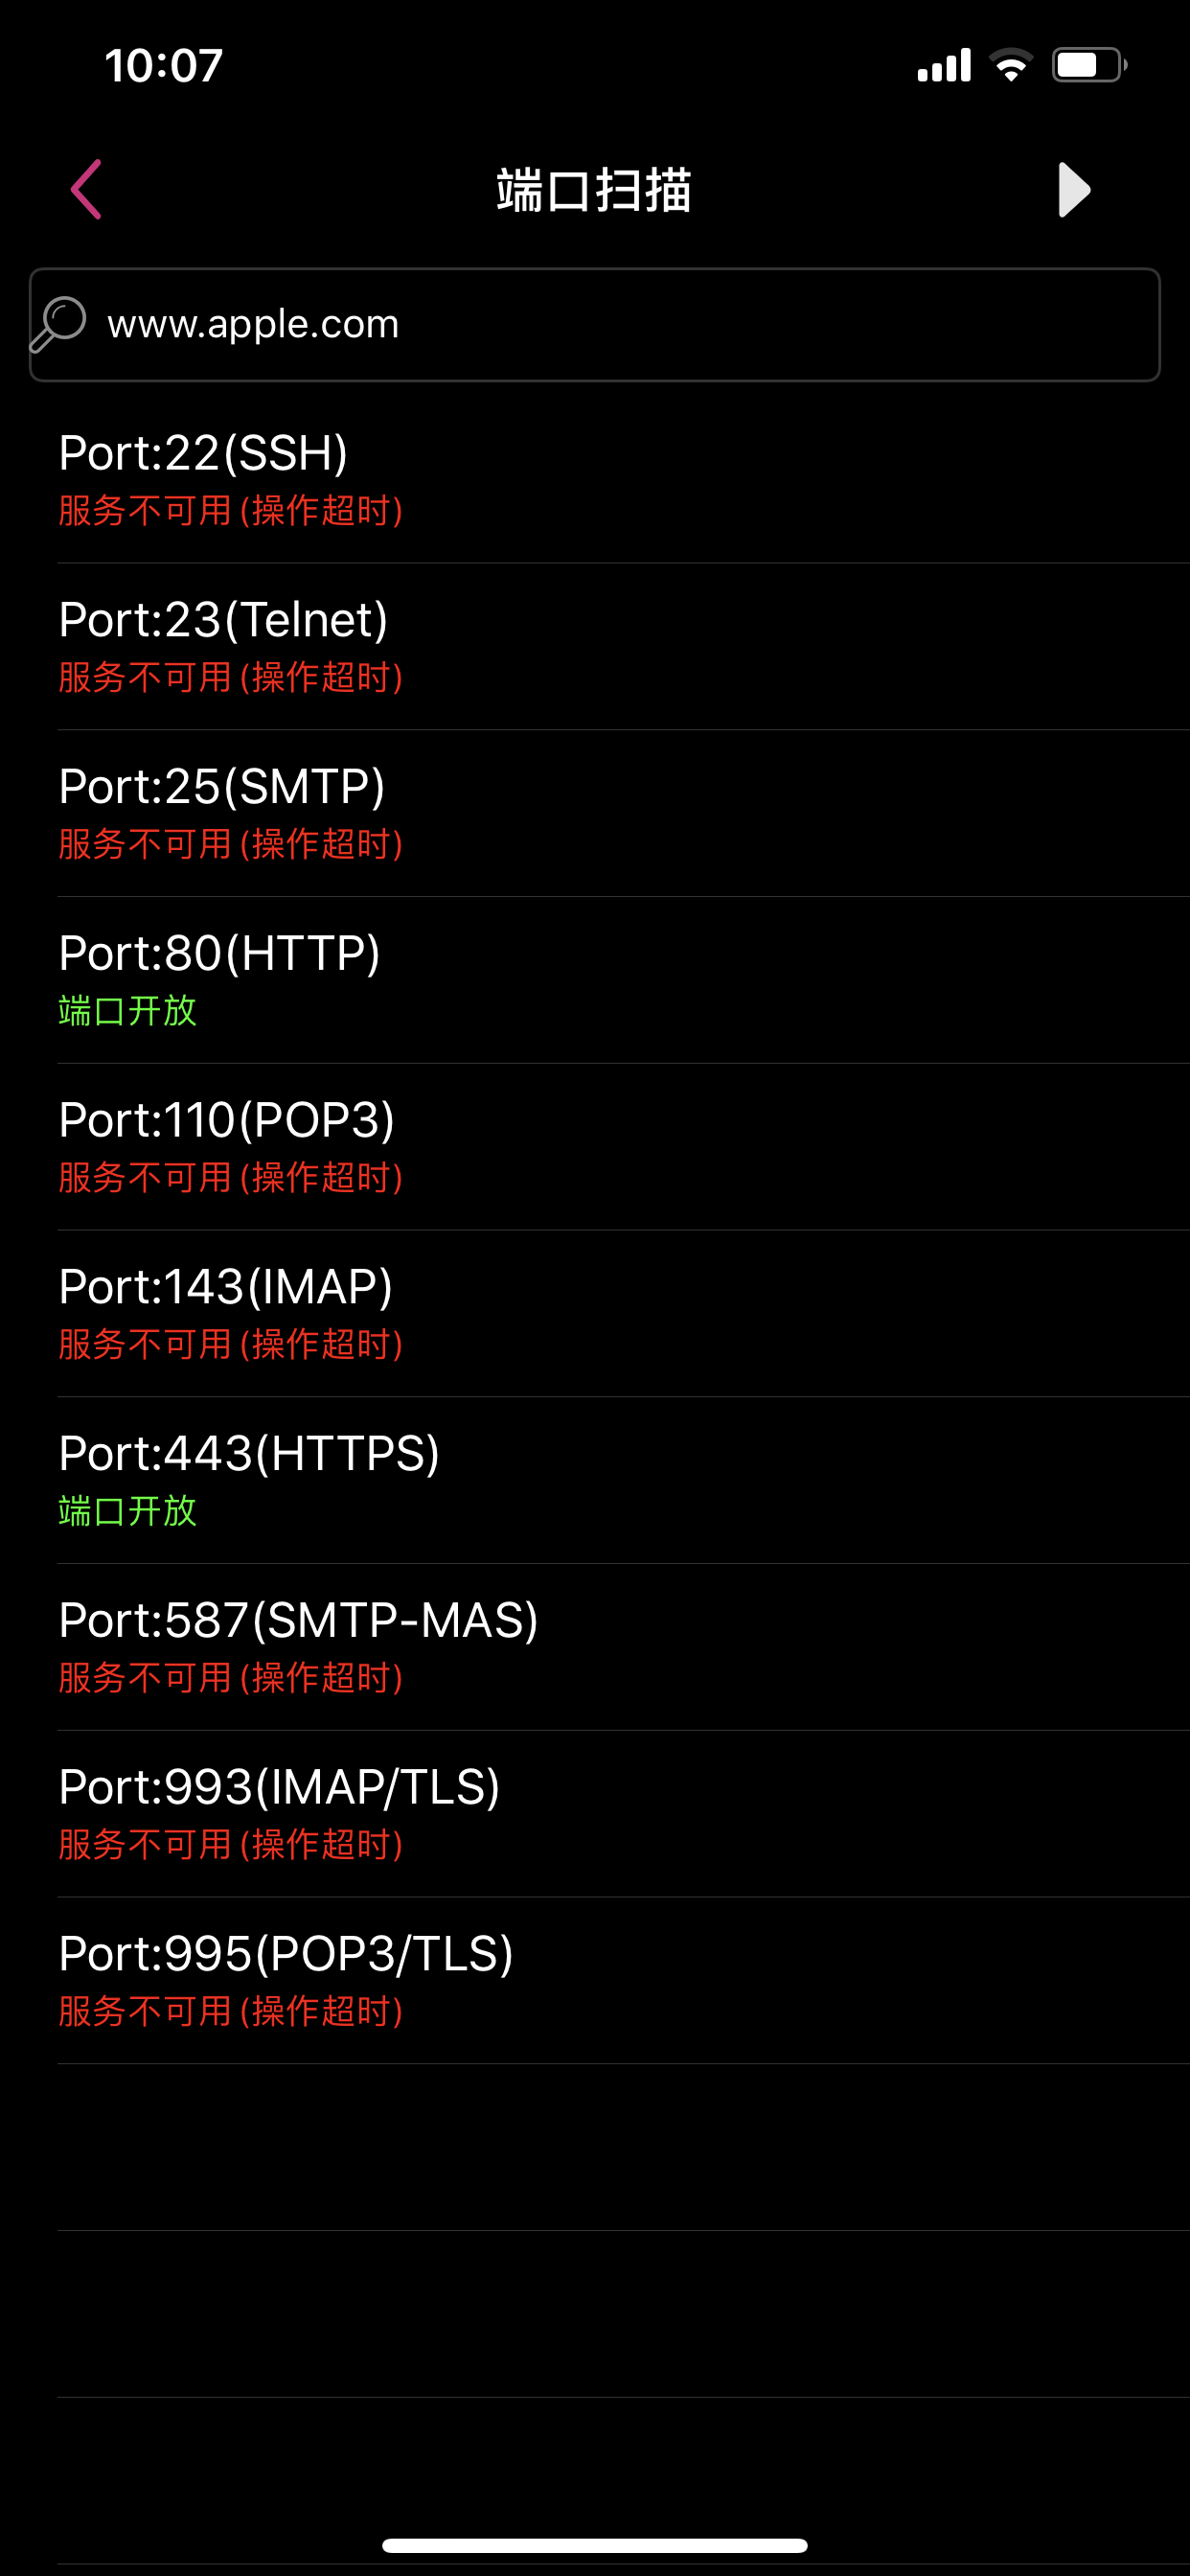 10:07
端口扫描
www.apple.com
Port:22(SSH)
服务不可用 (操作超时)
Port:23(Telnet)
服务不可用 (操作超时)
Port:25(SMTP)
服务不可用 (操作超时)
Port:80(HTTP)
端口开放
Port:110(POP3)
服务不可用 (操作超时)
Port:143(IMAP)
服务不可用 (操作超时)
Port:443(HTTPS)
端口开放
Port:587(SMTP-MAS)
服务不可用 (操作超时)
Port:993(IMAP/TLS)
服务不可用 (操作超时)
Port:995(POP3/TLS)
服务不可用 (操作超时)